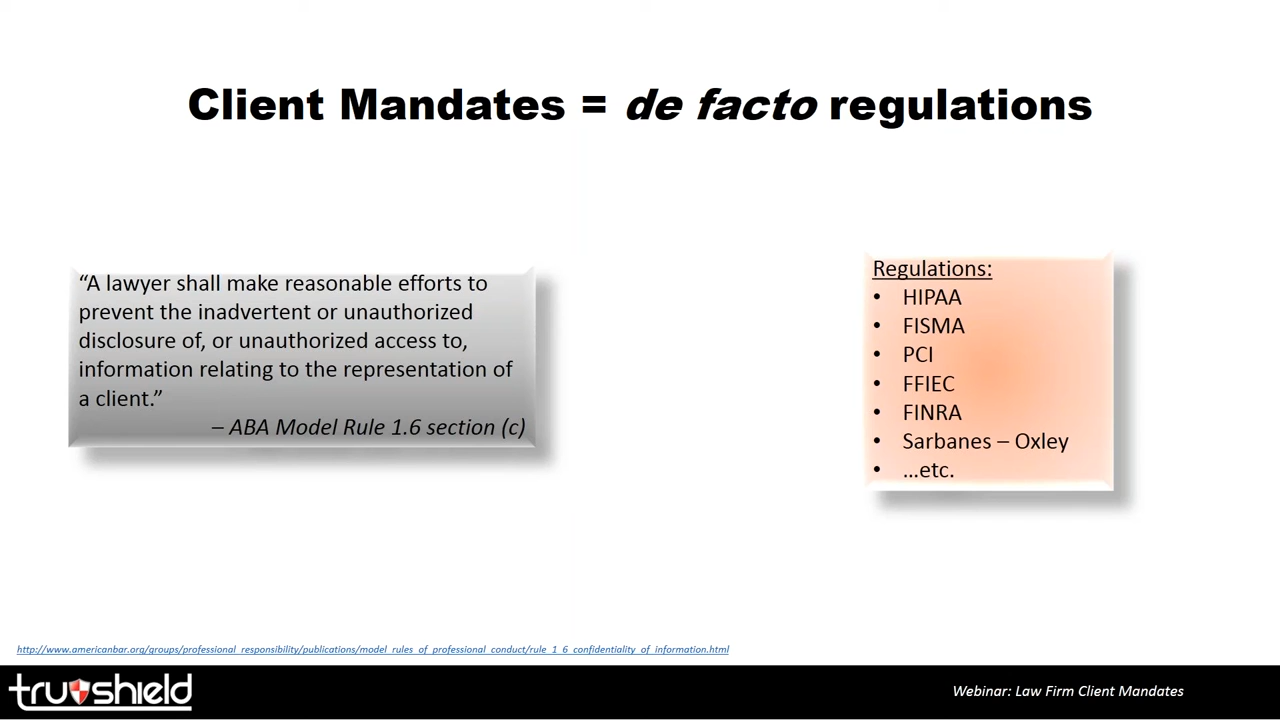 Client Mandates = de facto regulations
“A lawyer shall make reasonable efforts to
prevent the inadvertent or unauthorized
disclosure of, or unauthorized access to,
information relating to the representation of
a client.”
– ABA Model Rule 1.6 section (c)
Regulations:
• HIPAA
• FISMA
• PCI
• FFIEC
• FINRA
• Sarbanes – Oxley
• …etc.
http://www.americanbar.org/groups/professional_responsibility/publications/model_rules_of_professional_conduct/rule_1_6_confidentiality_of_information.html
trushield
Webinar: Law Firm Client Mandates